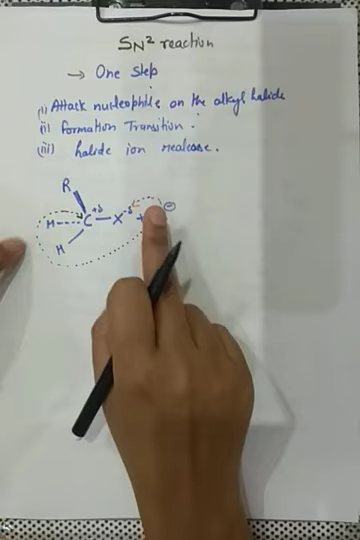 SN² reaction
→ One step
(i) Attack nucleophile on the alkyl halide
(ii) Formation Transition.
(iii) halide ion realease.
R
H C +δ X -δ + ⊖
H